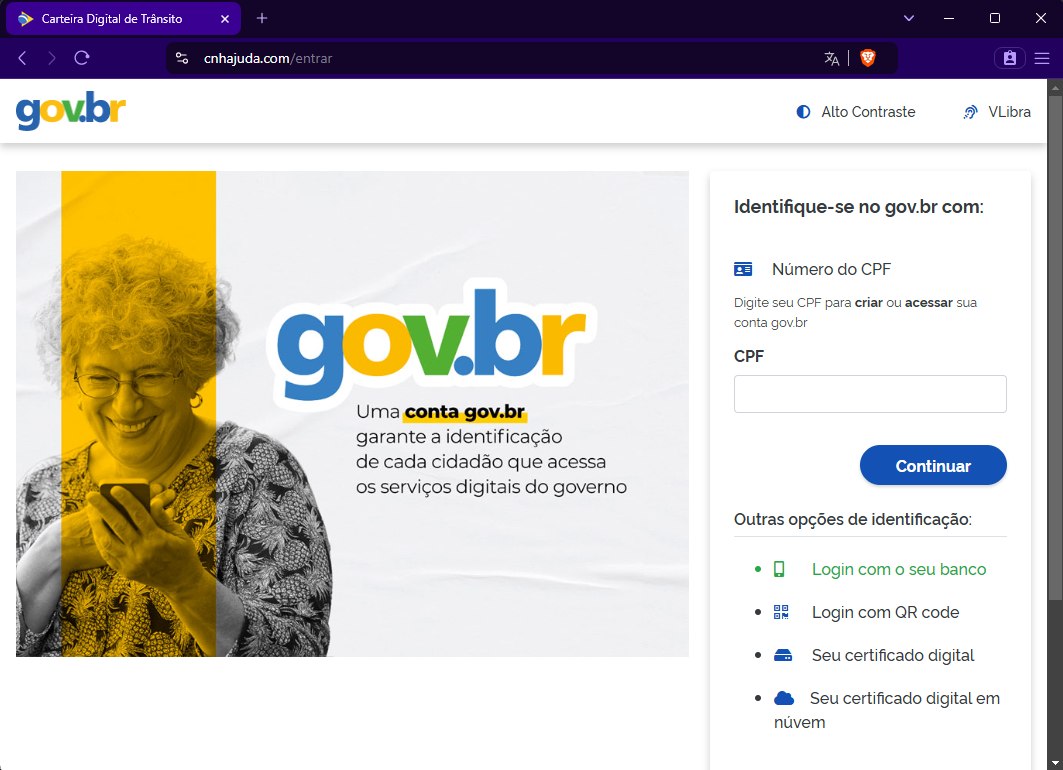 Carteira Digital de Trânsito
cnhajuda.com/entrar
gov.br
Alto Contraste
VLibra
gov.br
Uma conta gov.br
garante a identificação
de cada cidadão que acessa
os serviços digitais do governo
Identifique-se no gov.br com:
Número do CPF
Digite seu CPF para criar ou acessar sua
conta gov.br
CPF
Continuar
Outras opções de identificação:
Login com o seu banco
Login com QR code
Seu certificado digital
Seu certificado digital em
núvem